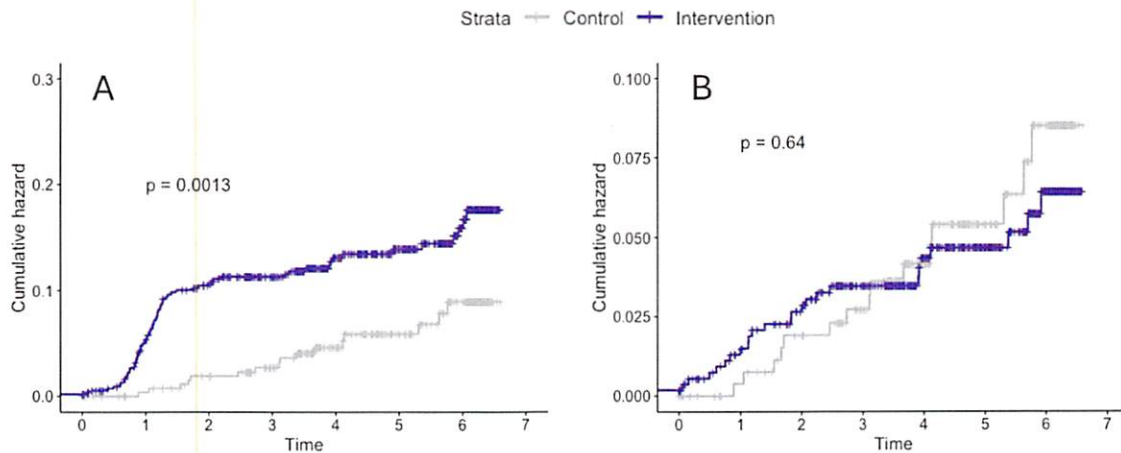 Strata Control Intervention
A
p = 0.0013
Cumulative hazard
0.3
0.2
0.1
0.0
0 1 2 3 4 5 6 7
Time
B
p = 0.64
Cumulative hazard
0.100
0.075
0.050
0.025
0.000
0 1 2 3 4 5 6 7
Time